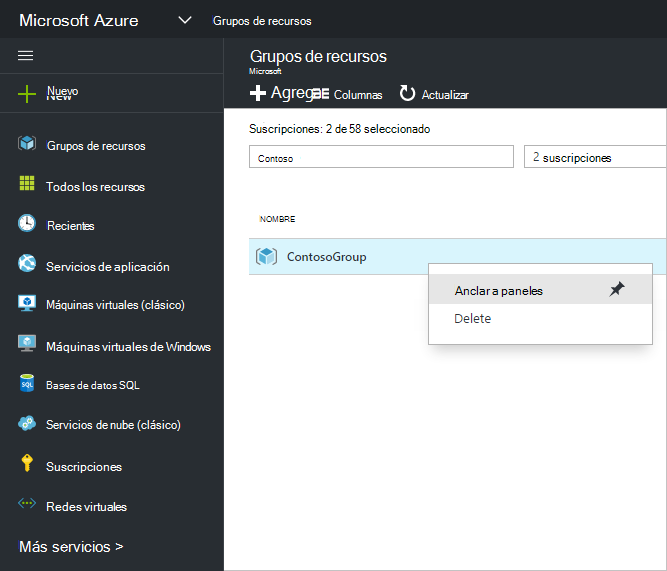 Microsoft Azure Grupos de recursos
Nuevo
New
Grupos de recursos
Todos los recursos
Recientes
Servicios de aplicación
Máquinas virtuales (clásico)
Máquinas virtuales de Windows
Bases de datos SQL
SQL
Servicios de nube (clásico)
Suscripciones
Redes virtuales
Más servicios >
Grupos de recursos
Microsoft
Columnas Actualizar
Suscripciones: 2 de 58 seleccionado
Contoso
2 suscripciones
NOMBRE
ContosoGroup
Anclar a paneles
Delete